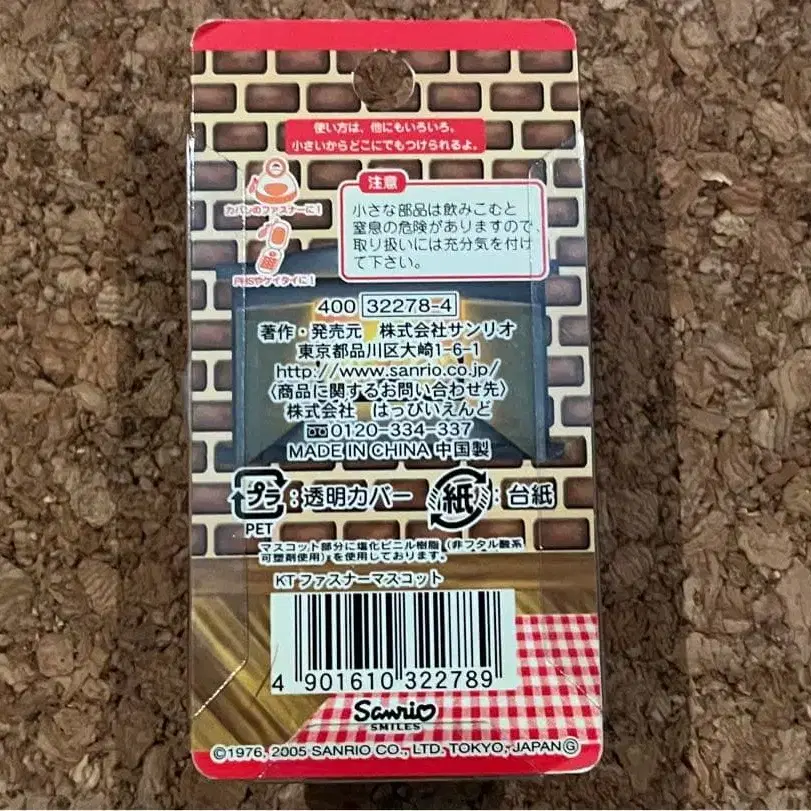 使い方は、他にもいろいろ。
小さいからどこにでもつけられるよ。
カバンのファスナーに!
PHSやケイタイに!
注意
小さな部品は飲みこむと
窒息の危険がありますので、
取り扱いには充分気を付け
て下さい。
400 32278-4
著作・発売元 株式会社サンリオ
東京都品川区大崎1-6-1
http://www.sanrio.co.jp/
〈商品に関するお問い合わせ先〉
株式会社 はっぴいえんど
0120-334-337
MADE IN CHINA 中国製
プラ:透明カバー 紙:台紙
PET
マスコット部分に塩化ビニル樹脂(非フタル酸系
可塑剤使用)を使用しております。
KTファスナーマスコット
4 901610 322789
Sanrio
SMILES
©1976, 2005 SANRIO CO., LTD. TOKYO, JAPAN Ⓖ